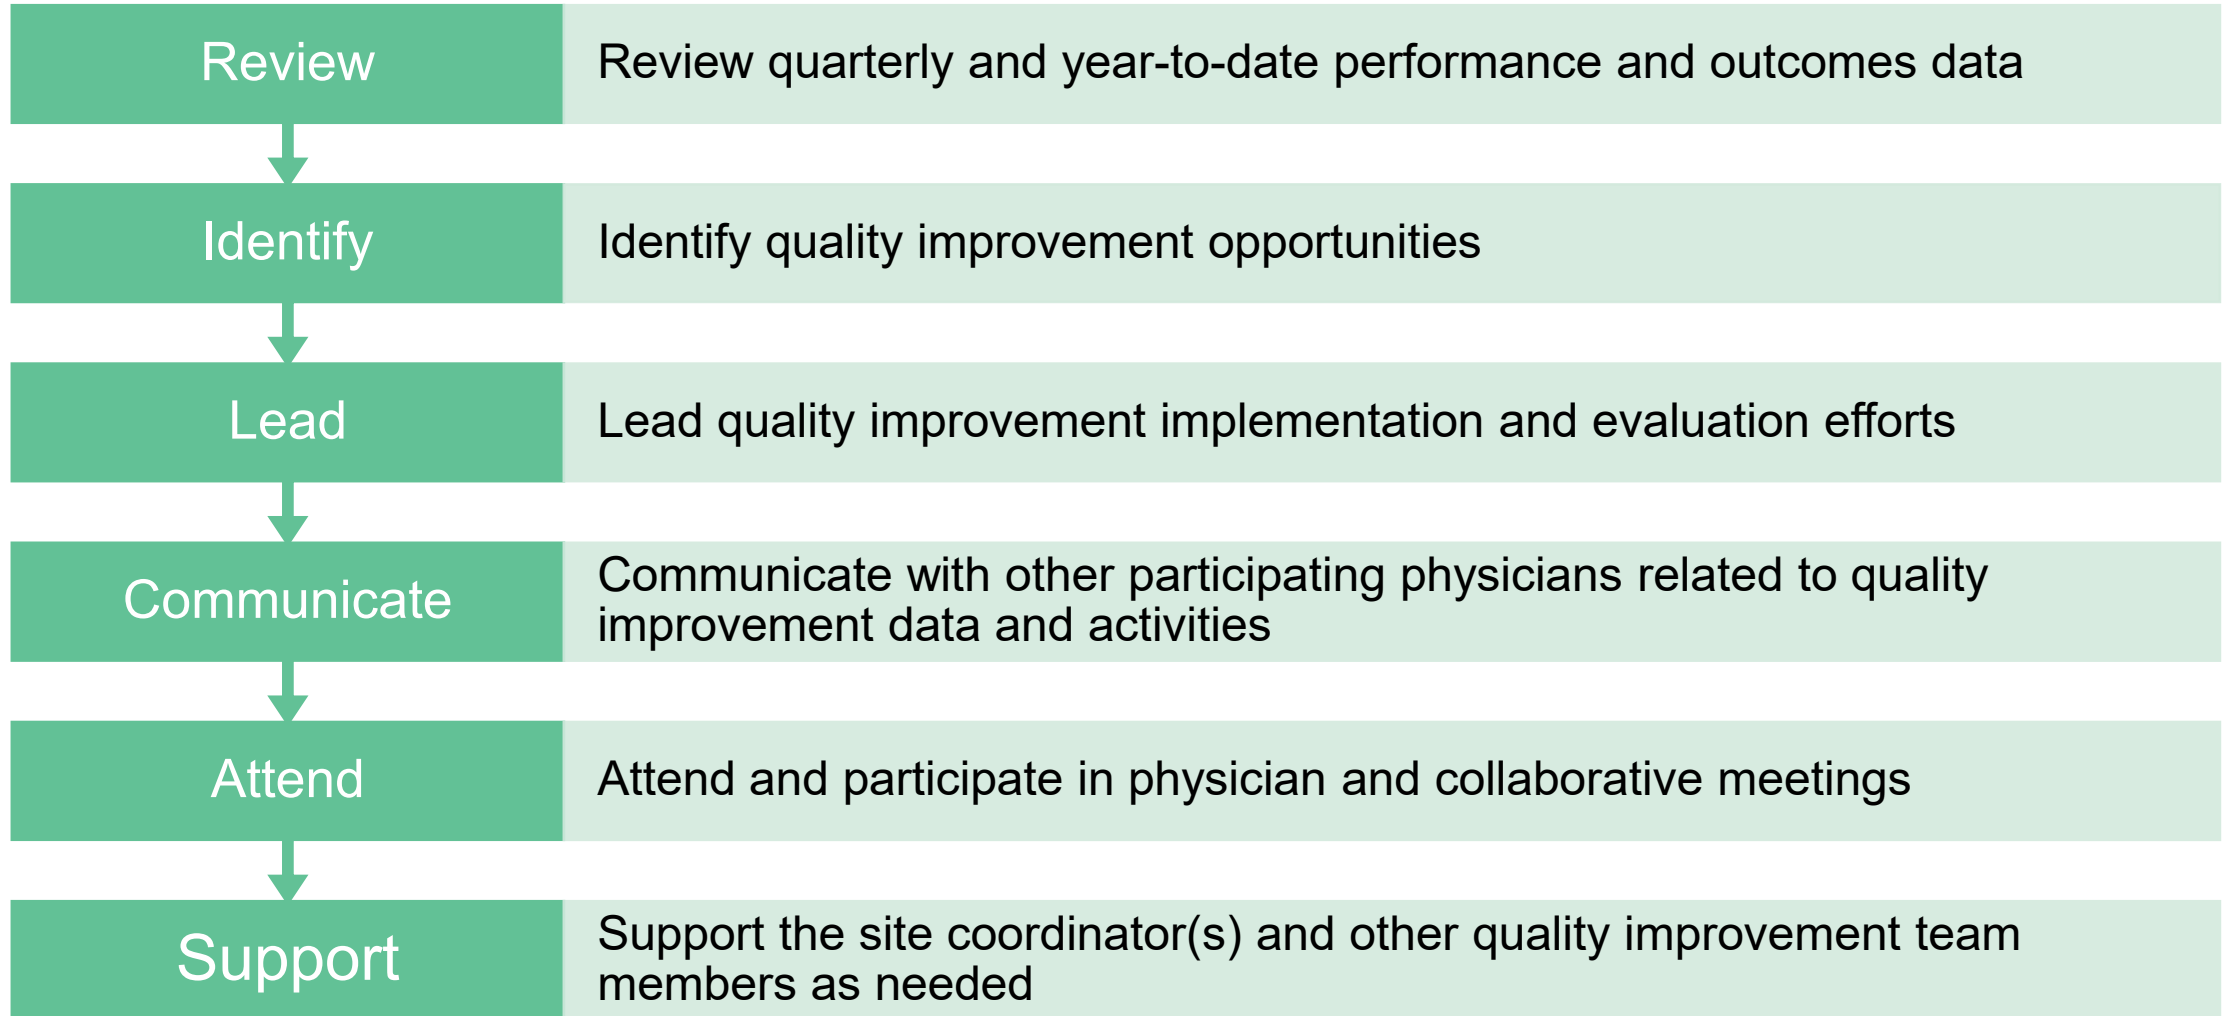 Review
Review quarterly and year-to-date performance and outcomes data
Identify
Identify quality improvement opportunities
Lead
Lead quality improvement implementation and evaluation efforts
Communicate
Communicate with other participating physicians related to quality
improvement data and activities
Attend
Attend and participate in physician and collaborative meetings
Support
Support the site coordinator(s) and other quality improvement team
members as needed